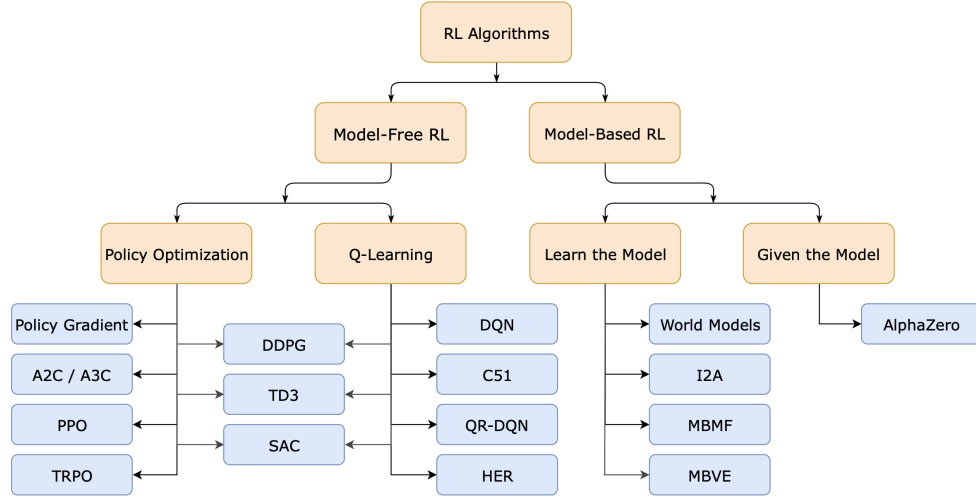 RL Algorithms
Model-Free RL
Model-Based RL
Policy Optimization
Q-Learning
Learn the Model
Given the Model
Policy Gradient
A2C / A3C
PPO
TRPO
DDPG
TD3
SAC
DQN
C51
QR-DQN
HER
World Models
I2A
MBMF
MBVE
AlphaZero